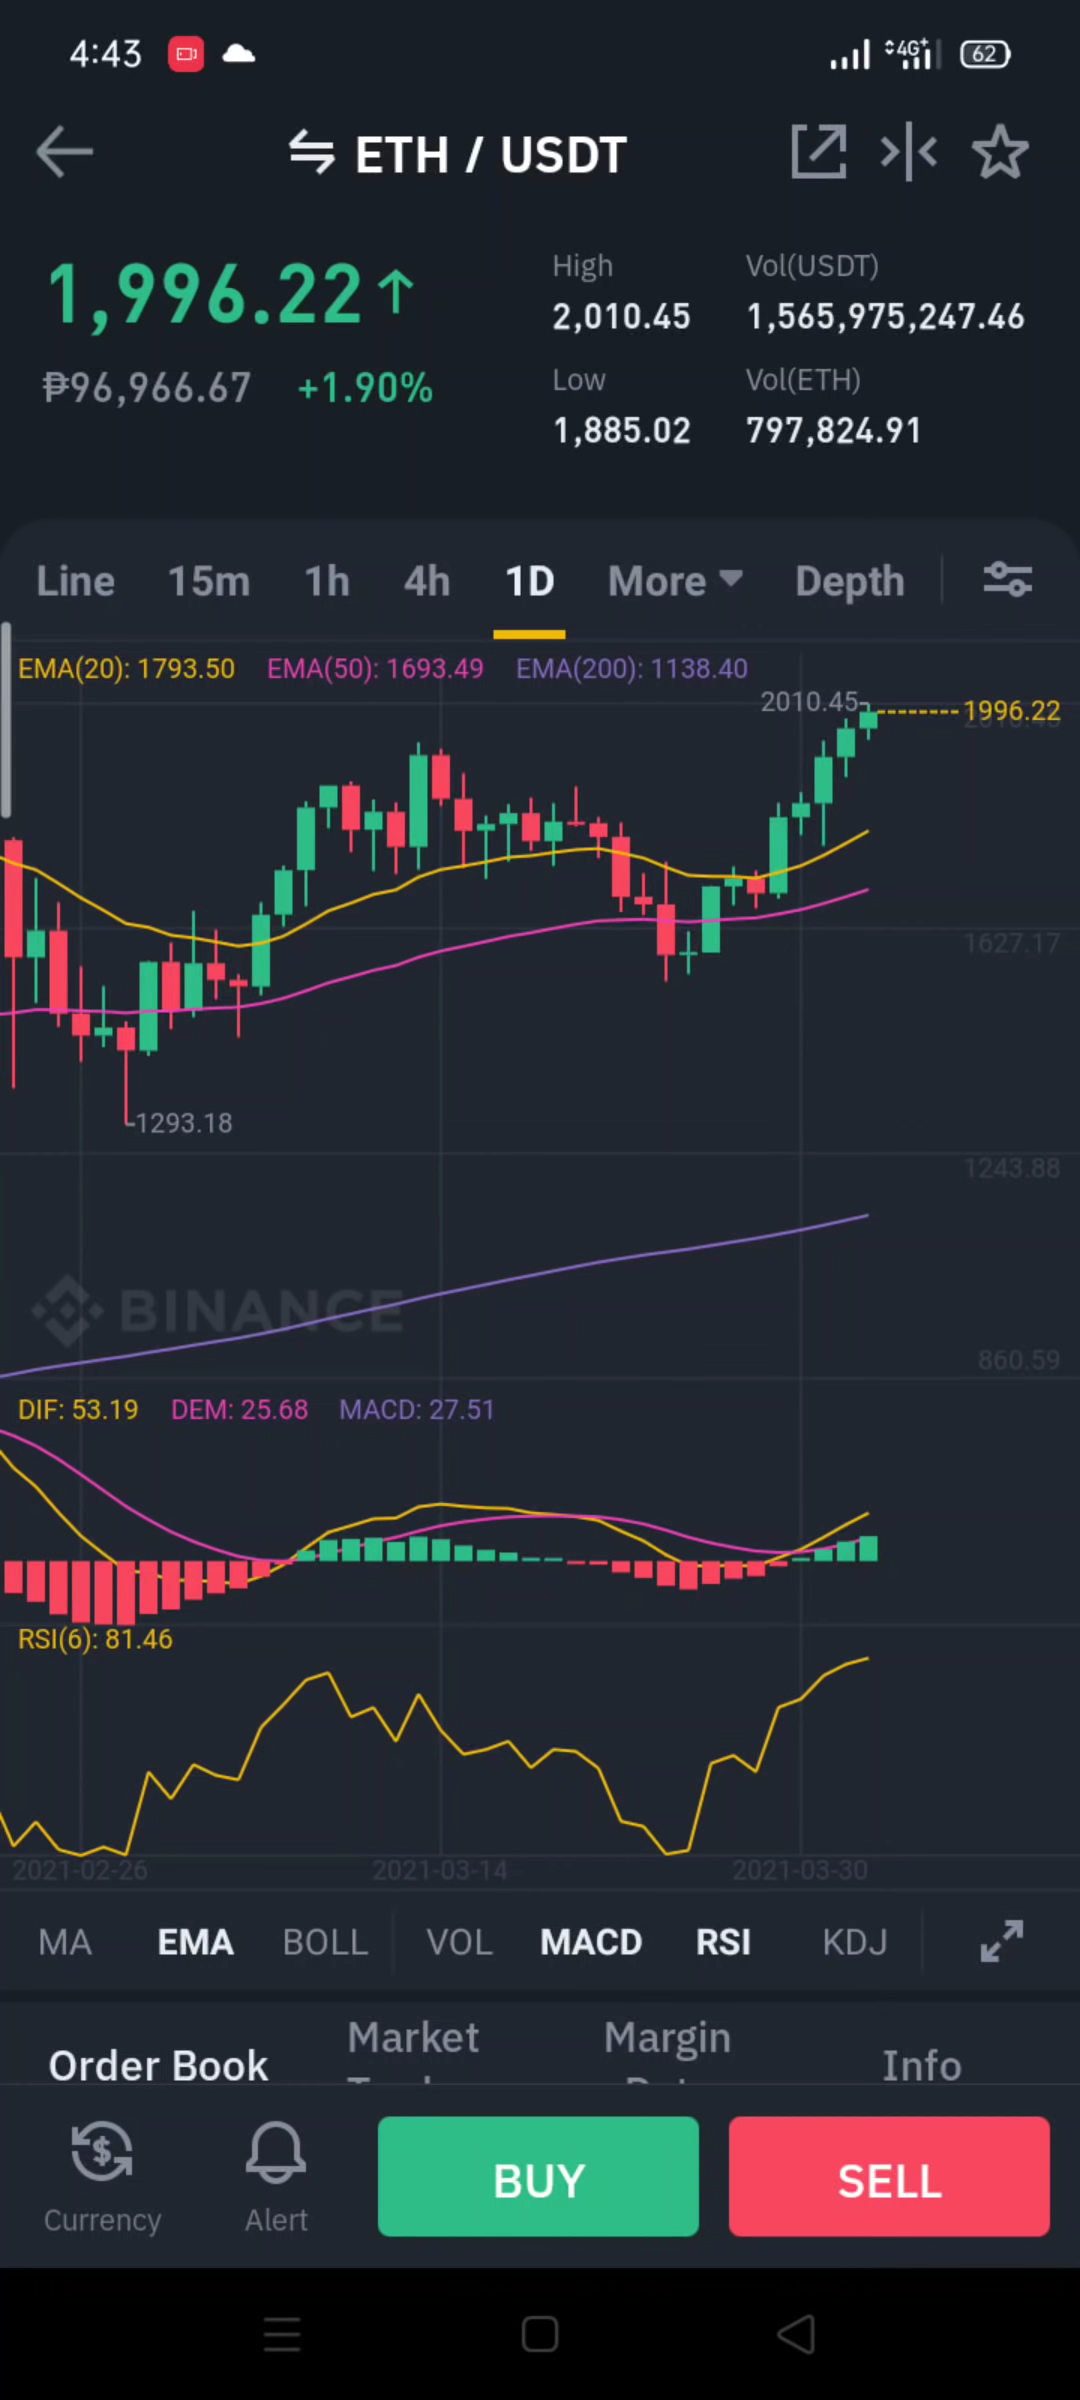 4:43 4G+ 62
ETH / USDT
1,996.22↑
High
Vol(USDT)
2,010.45
1,565,975,247.46
₱96,966.67 +1.90%
Low
Vol(ETH)
1,885.02
797,824.91
Line 15m 1h 4h 1D More Depth
EMA(20): 1793.50 EMA(50): 1693.49 EMA(200): 1138.40
2010.45
1996.22
1627.17
1293.18
1243.88
BINANCE
860.59
DIF: 53.19 DEM: 25.68 MACD: 27.51
RSI(6): 81.46
2021-02-26 2021-03-14 2021-03-30
MA EMA BOLL VOL MACD RSI KDJ
Order Book Market Margin Info
Currency Alert BUY SELL